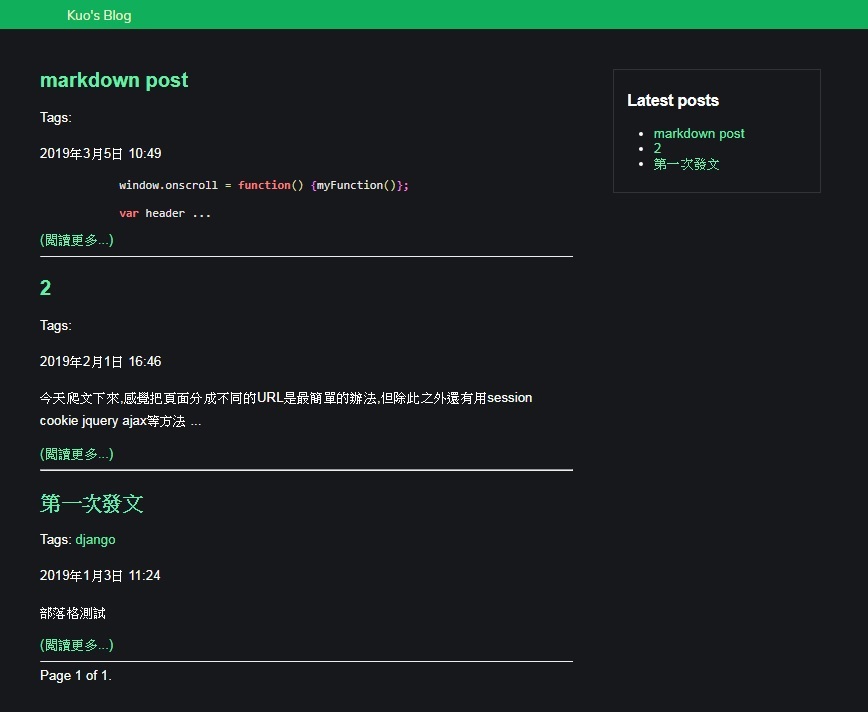 Kuo's Blog
markdown post
Tags:
2019年3月5日 10:49
window.onscroll = function() {myFunction()};
var header ...
(閱讀更多...)
2
Tags:
2019年2月1日 16:46
今天爬文下來,感覺把頁面分成不同的URL是最簡單的辦法,但除此之外還有用session
cookie jquery ajax等方法 ...
(閱讀更多...)
第一次發文
Tags: django
2019年1月3日 11:24
部落格測試
(閱讀更多...)
Page 1 of 1.
Latest posts
markdown post
2
第一次發文